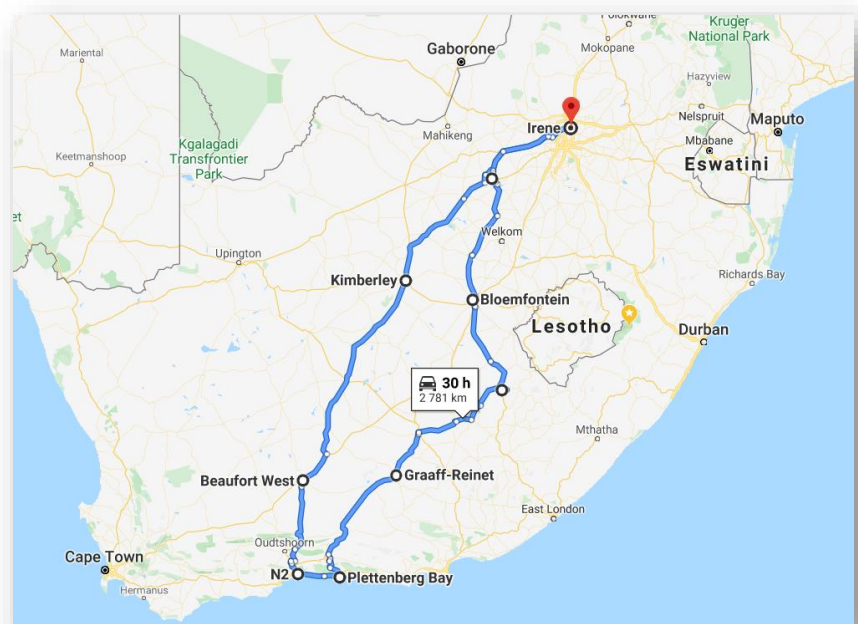 Polokwane
Kruger
National Park
Mariental
Gaborone
Mokopane
Hazyview
Irene
Nelspruit
Maputo
Mahikeng
Mbabane
Kgalagadi
Transfrontier
Park
Keetmanshoop
Eswatini
Welkom
Upington
Kimberley
Richards Bay
Bloemfontein
Lesotho
Durban
30 h
2 781 km
Mthatha
Beaufort West
Graaff-Reinet
East London
Oudtshoorn
Cape Town
N2
Plettenberg Bay
Hermanus